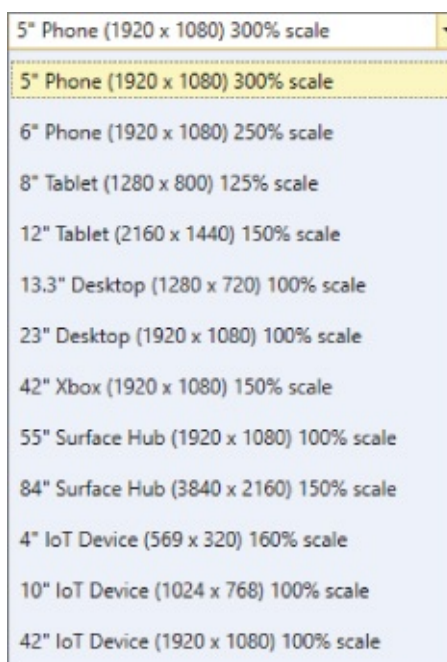 5" Phone (1920 x 1080) 300% scale
5" Phone (1920 x 1080) 300% scale
6" Phone (1920 x 1080) 250% scale
8" Tablet (1280 x 800) 125% scale
12" Tablet (2160 x 1440) 150% scale
13.3" Desktop (1280 x 720) 100% scale
23" Desktop (1920 x 1080) 100% scale
42" Xbox (1920 x 1080) 150% scale
55" Surface Hub (1920 x 1080) 100% scale
84" Surface Hub (3840 x 2160) 150% scale
4" IoT Device (569 x 320) 160% scale
10" IoT Device (1024 x 768) 100% scale
42" IoT Device (1920 x 1080) 100% scale